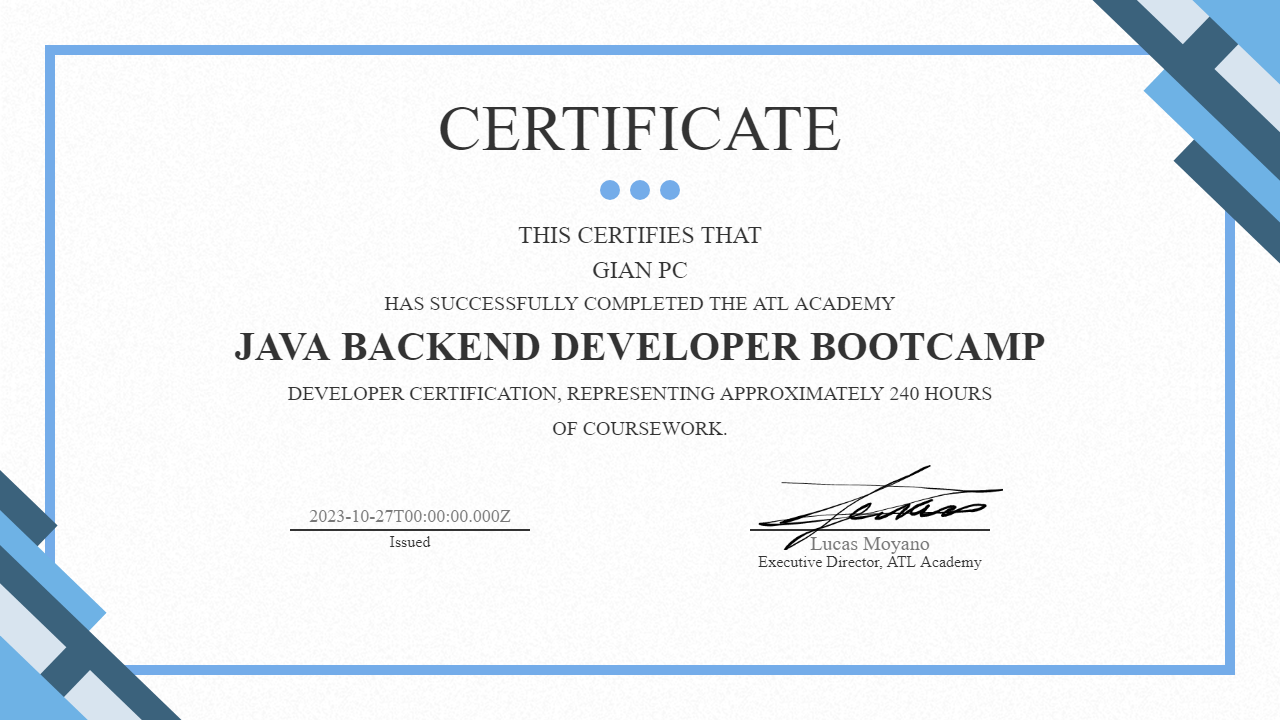 CERTIFICATE
THIS CERTIFIES THAT
GIAN PC
HAS SUCCESSFULLY COMPLETED THE ATL ACADEMY
JAVA BACKEND DEVELOPER BOOTCAMP
DEVELOPER CERTIFICATION, REPRESENTING APPROXIMATELY 240 HOURS
OF COURSEWORK.
2023-10-27T00:00:00.000Z
Issued
Lucas Moyano
Executive Director, ATL Academy